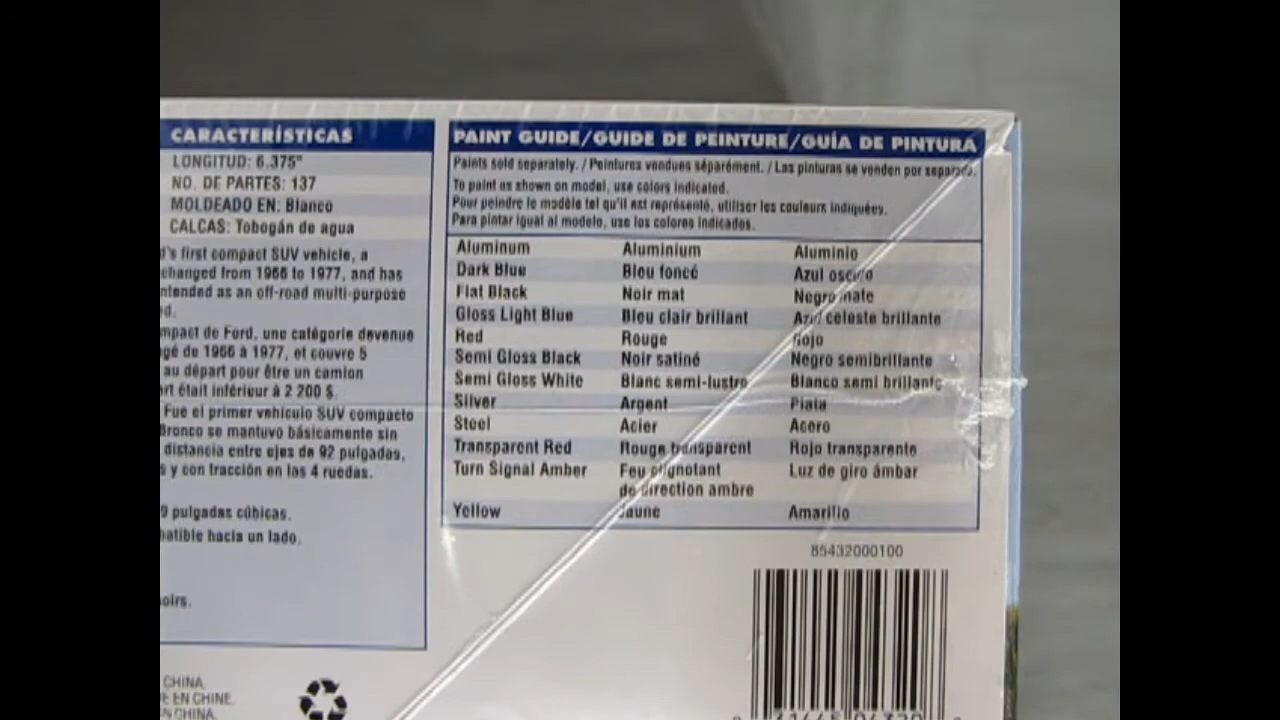 CARACTERÍSTICAS
LONGITUD: 6.375"
NO. DE PARTES: 137
MOLDEADO EN: Blanco
CALCAS: Tobogán de agua
d's first compact SUV vehicle, a
changed from 1966 to 1977, and has
ntended as an off-road multi-purpose
d.
mpact de Ford, une catégorie devenue
gé de 1966 à 1977, et couvre 5
au départ pour être un camion
rt était inférieur à 2 200 $.
Fue el primer vehículo SUV compacto
Bronco se mantuvo básicamente sin
distancia entre ejes de 92 pulgadas,
s y con tracción en las 4 ruedas.
0 pulgadas cúbicas.
batible hacia un lado.
oirs.
CHINA.
E EN CHINE.
N CHINA.
PAINT GUIDE/GUIDE DE PEINTURE/GUÍA DE PINTURA
Paints sold separately. / Peintures vendues séparément. / Las pinturas se venden por separado.
To paint as shown on model, use colors indicated.
Pour peindre le modèle tel qu'il est représenté, utiliser les couleurs indiquées.
Para pintar igual al modelo, use los colores indicados.
Aluminum Aluminium Aluminio
Dark Blue Bleu foncé Azul oscuro
Flat Black Noir mat Negro mate
Gloss Light Blue Bleu clair brillant Azul celeste brillante
Red Rouge Rojo
Semi Gloss Black Noir satiné Negro semibrillante
Semi Gloss White Blanc semi-lustre Blanco semi brillante
Silver Argent Plata
Steel Acier Acero
Transparent Red Rouge transparent Rojo transparente
Turn Signal Amber Feu clignotant Luz de giro ámbar
de direction ambre
Yellow Jaune Amarillo
85432000100